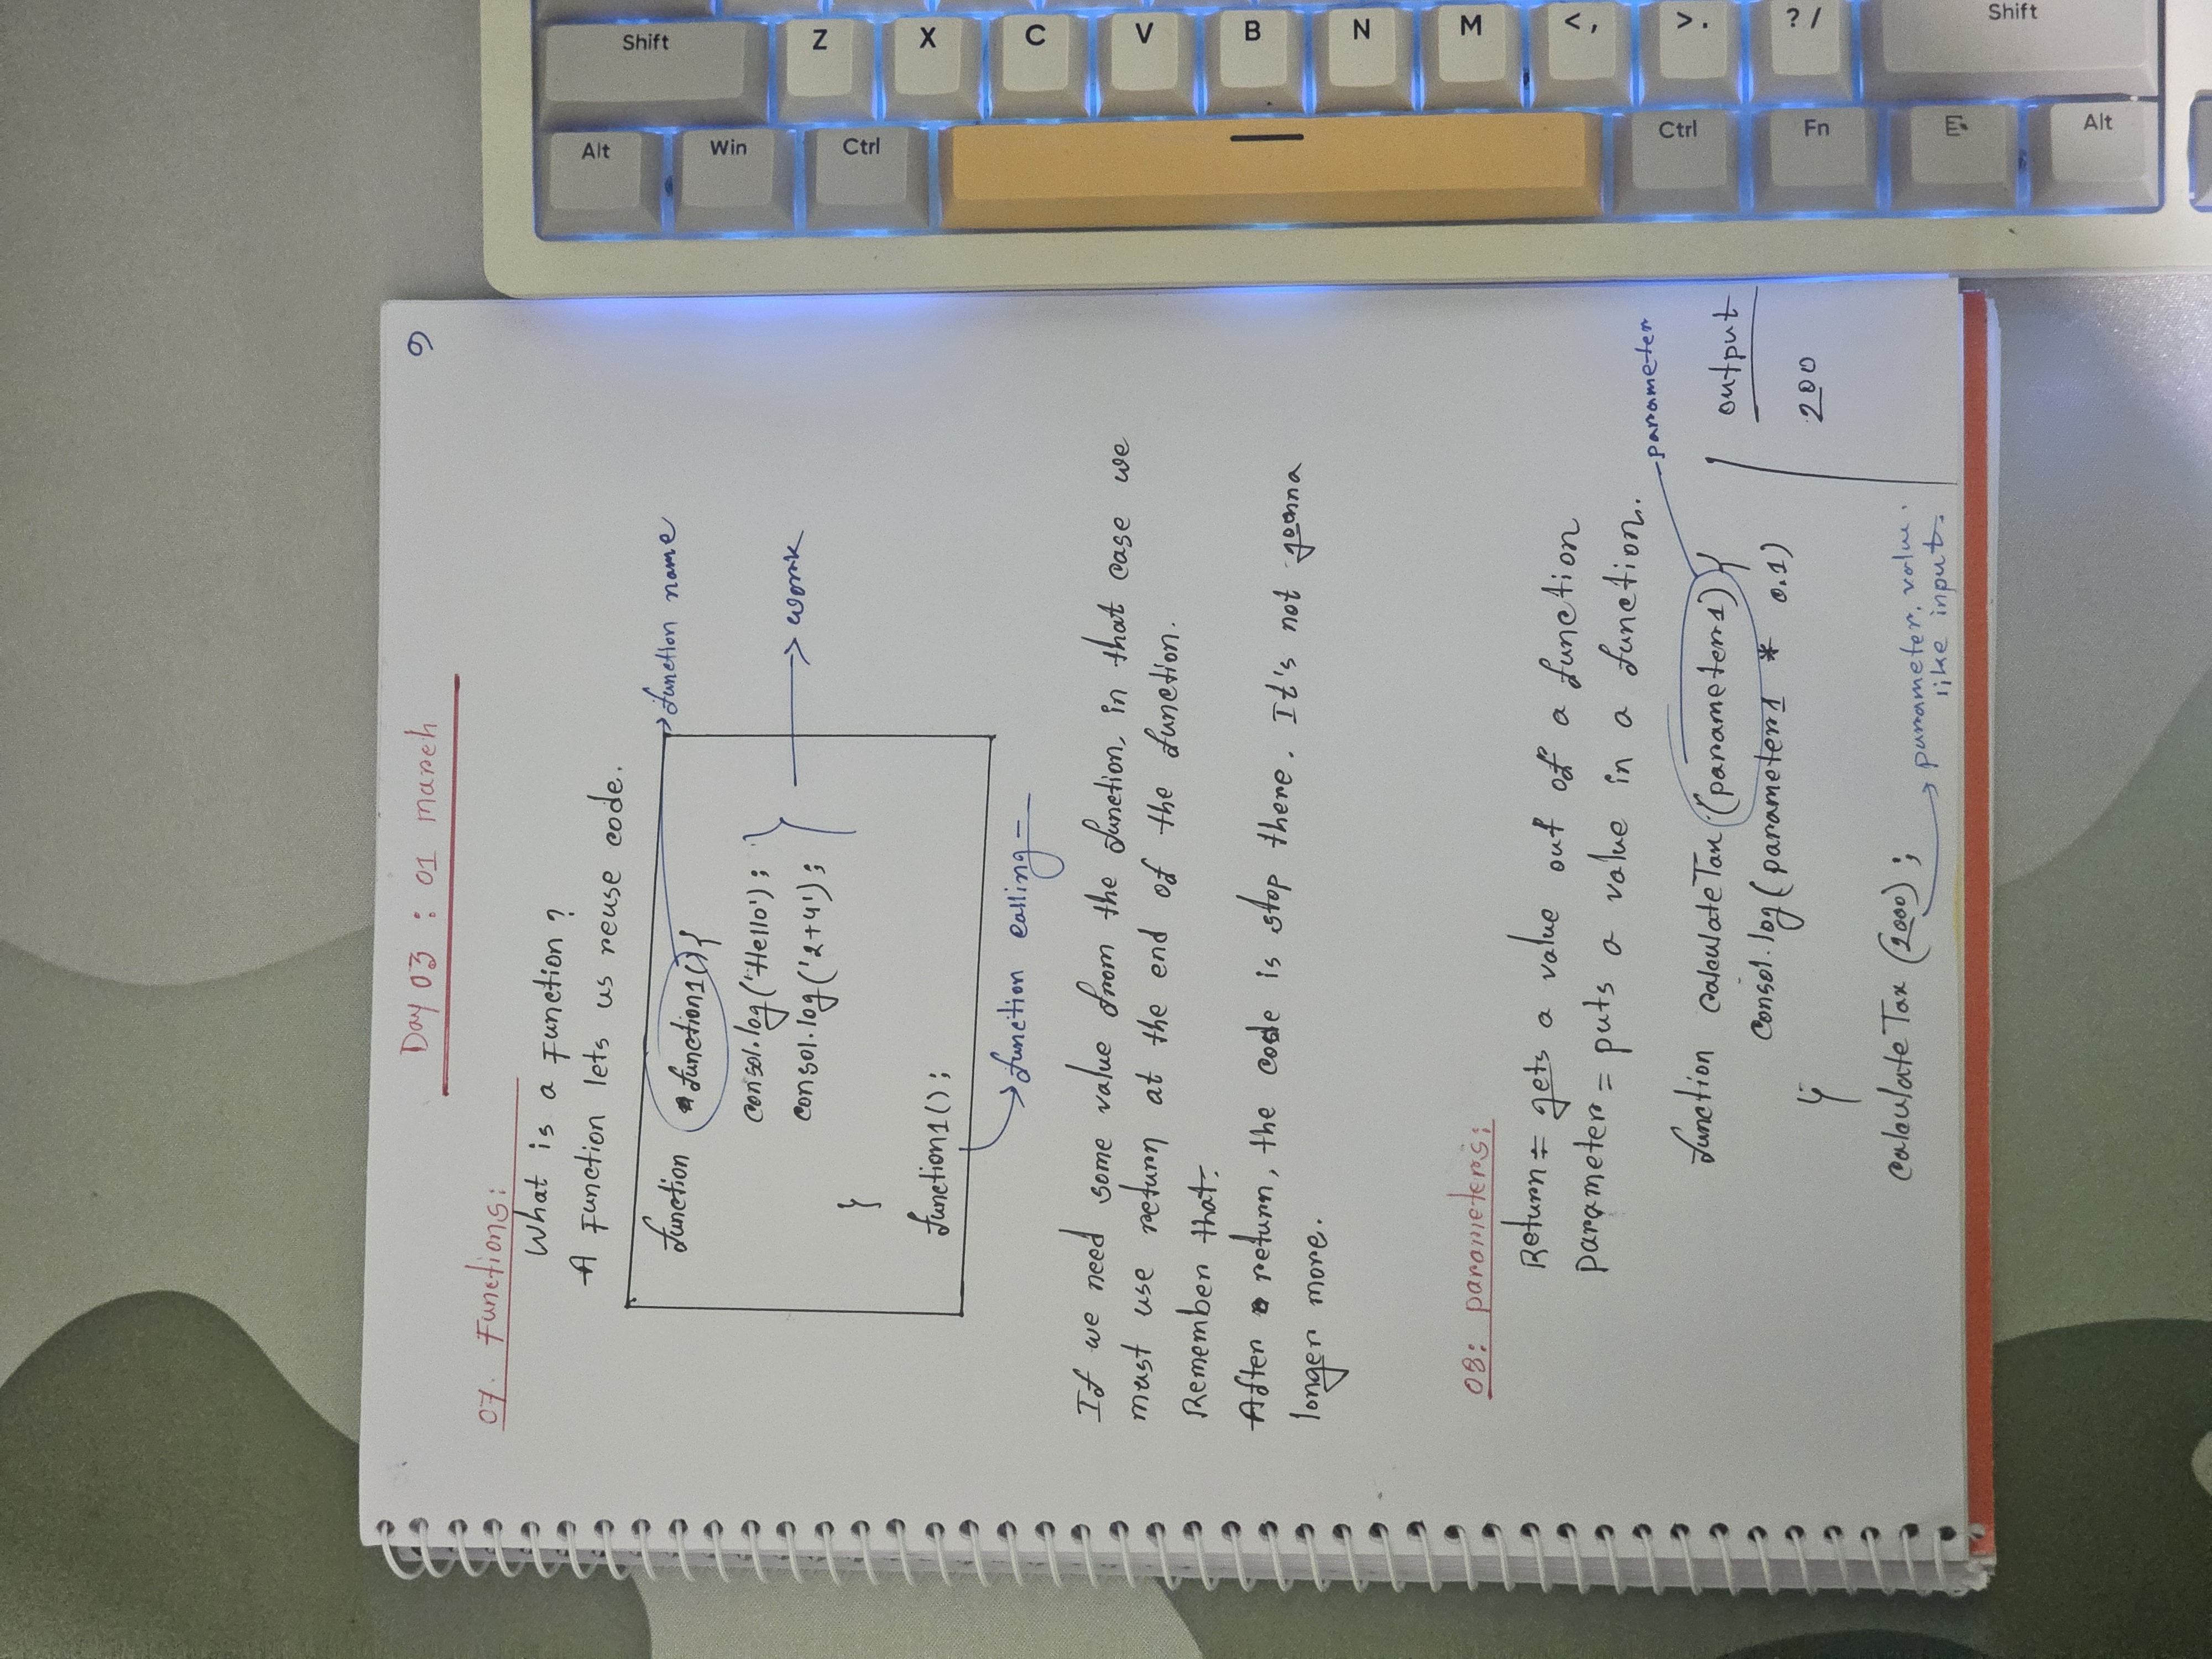 Day 03 : 01 march
6
07. Functions:
What is a Function ?
A Function lets us reuse code.
function function1(){
function name
consol.log('Hello');
consol.log('2+4');
work
}
function1();
function calling
If we need some value from the function, in that case we
must use return at the end of the function.
Remember that:
After return, the code is stop there. It's not goonna
longer more.
08: parameters:
Return = gets a value out of a function
parameter = puts a value in a function.
parameter
function calculateTax (parameter1){
consol.log(parameter1 * 0.1)
}
calculateTax (2000);
parameter. value.
like input.
output
200
Shift
Z
X
C
V
B
N
M
<,
>.
?/
Shift
Alt
Win
Ctrl
Ctrl
Fn
Alt